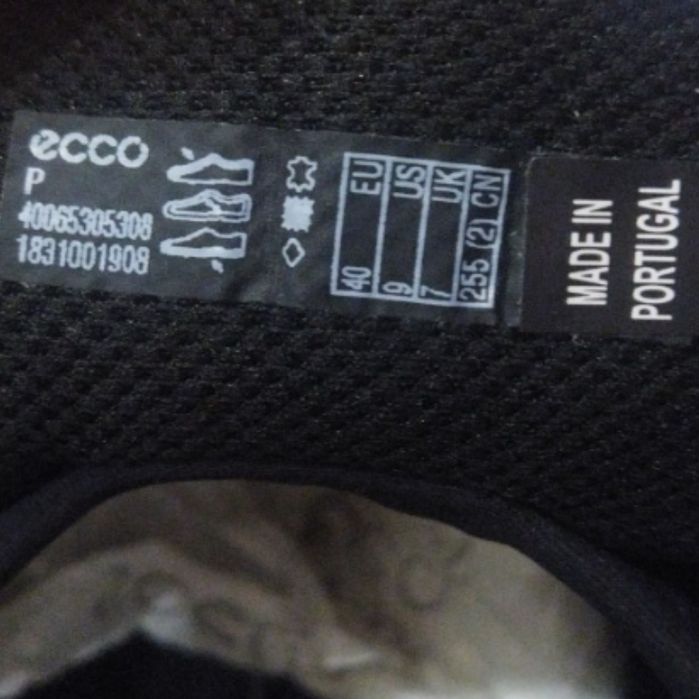 ecco
P
40065305308
1831001908
EU 40
US 9
UK 7
CN 255 (2)
MADE IN
PORTUGAL